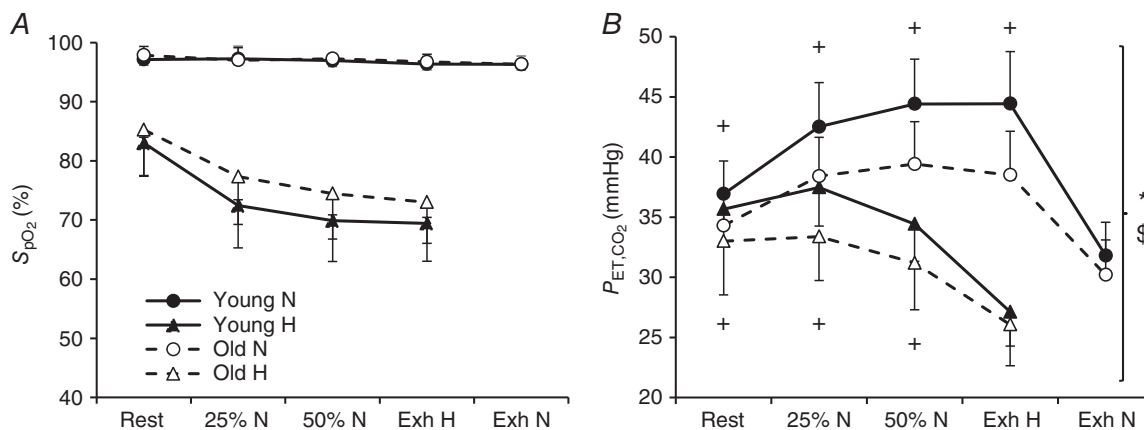 A
100
90
80
70
60
50
40
SpO2 (%)
Young N
Young H
Old N
Old H
Rest 25% N 50% N Exh H Exh N
B
50
45
40
35
30
25
20
PET,CO2 (mmHg)
+ + + +
+ + + +
*
$
Rest 25% N 50% N Exh H Exh N